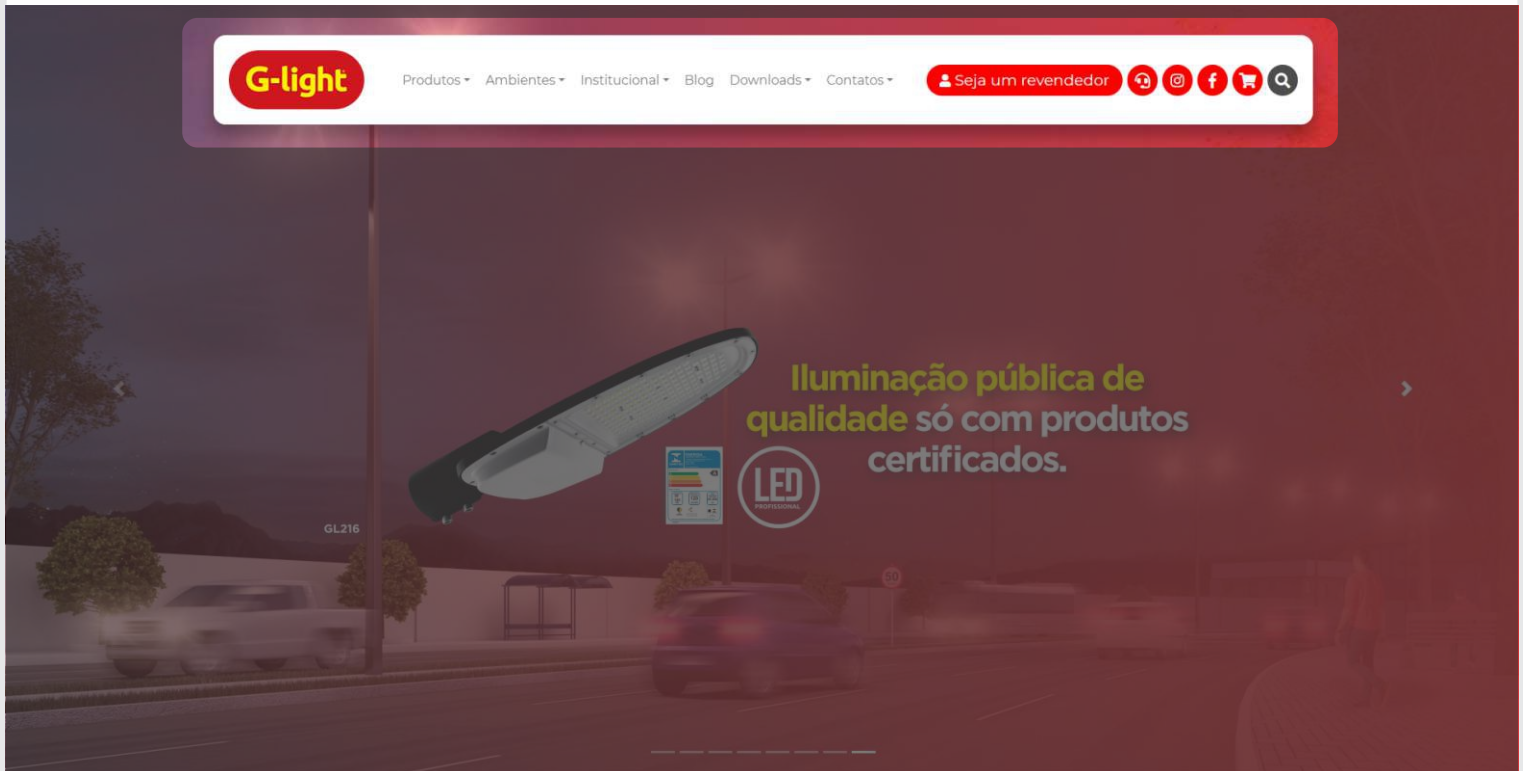 G-light
Produtos
Ambientes
Institucional
Blog
Downloads
Contatos
Seja um revendedor
Iluminação pública de
qualidade só com produtos
certificados.
LED
PROFISSIONAL
GL216
50